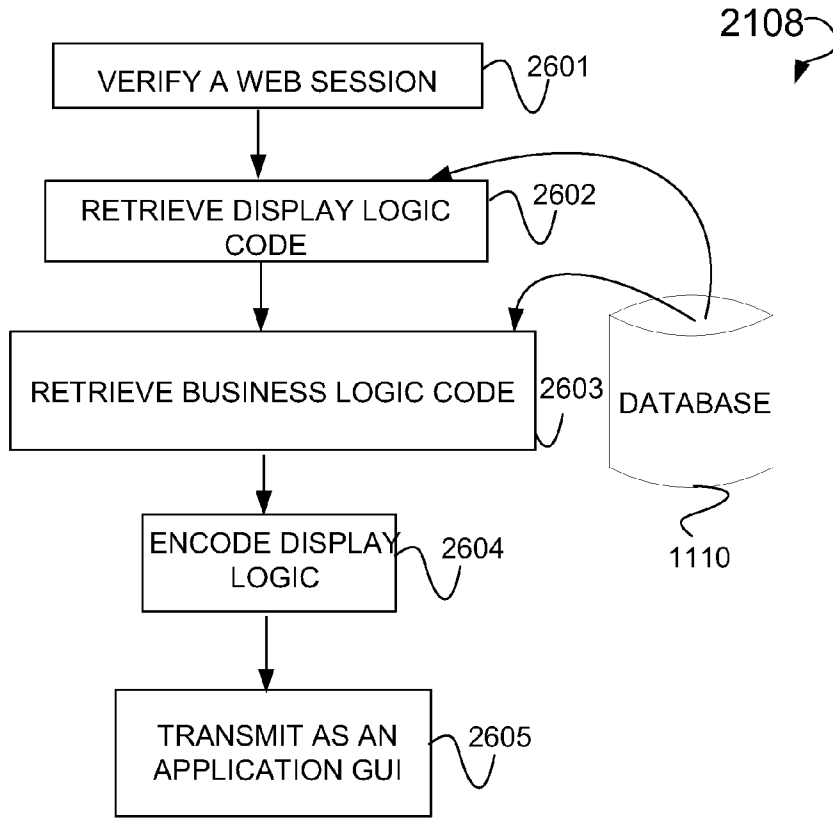 2108
VERIFY A WEB SESSION
2601
RETRIEVE DISPLAY LOGIC
CODE
2602
RETRIEVE BUSINESS LOGIC CODE
2603
DATABASE
1110
ENCODE DISPLAY
LOGIC
2604
TRANSMIT AS AN
APPLICATION GUI
2605